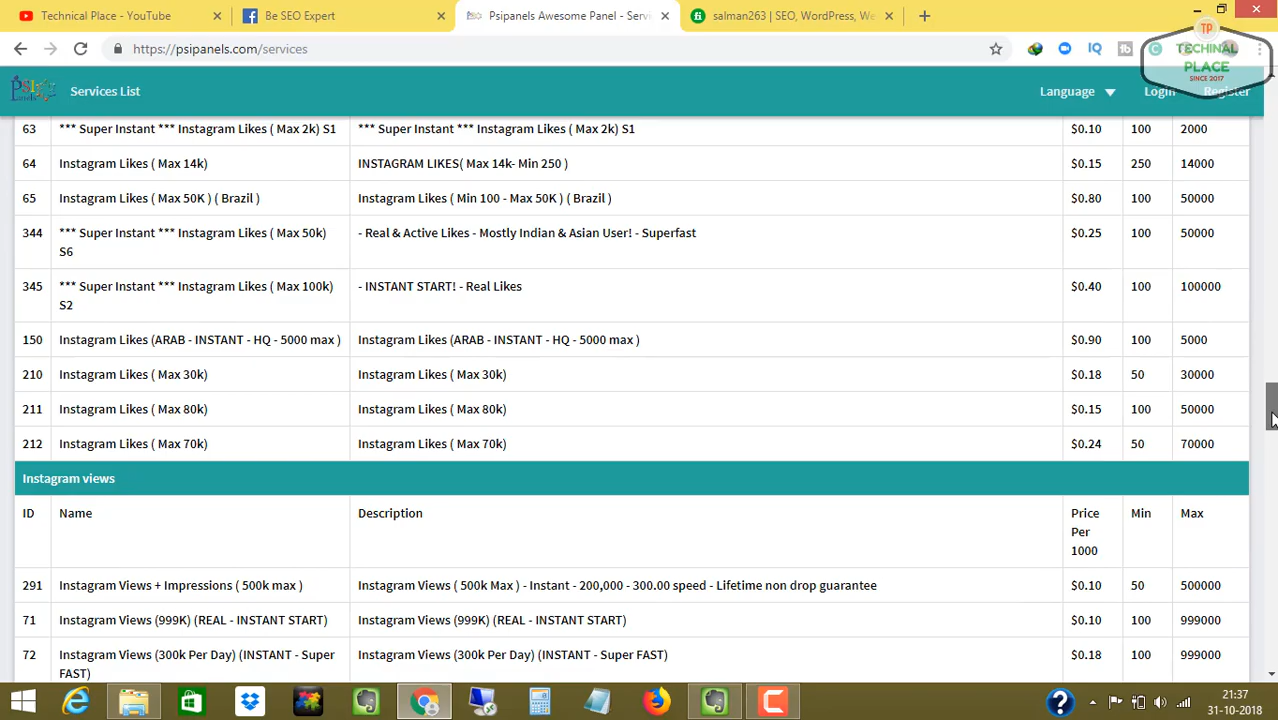 Technical Place - YouTube
Be SEO Expert
Psipanels Awesome Panel - Servi
salman263 | SEO, WordPress, We
https://psipanels.com/services
IQ
tb
C
TP
TECHINAL
PLACE
SINCE 2017
Services List
Language
Login
Register
63 *** Super Instant *** Instagram Likes ( Max 2k) S1 *** Super Instant *** Instagram Likes ( Max 2k) S1 $0.10 100 2000
64 Instagram Likes ( Max 14k) INSTAGRAM LIKES( Max 14k- Min 250 ) $0.15 250 14000
65 Instagram Likes ( Max 50K ) ( Brazil ) Instagram Likes ( Min 100 - Max 50K ) ( Brazil ) $0.80 100 50000
344 *** Super Instant *** Instagram Likes ( Max 50k) - Real & Active Likes - Mostly Indian & Asian User! - Superfast $0.25 100 50000
S6
345 *** Super Instant *** Instagram Likes ( Max 100k) - INSTANT START! - Real Likes $0.40 100 100000
S2
150 Instagram Likes (ARAB - INSTANT - HQ - 5000 max ) Instagram Likes (ARAB - INSTANT - HQ - 5000 max ) $0.90 100 5000
210 Instagram Likes ( Max 30k) Instagram Likes ( Max 30k) $0.18 50 30000
211 Instagram Likes ( Max 80k) Instagram Likes ( Max 80k) $0.15 100 50000
212 Instagram Likes ( Max 70k) Instagram Likes ( Max 70k) $0.24 50 70000
Instagram views
ID Name Description Price Min Max
Per
1000
291 Instagram Views + Impressions ( 500k max ) Instagram Views ( 500k Max ) - Instant - 200,000 - 300.00 speed - Lifetime non drop guarantee $0.10 50 500000
71 Instagram Views (999K) (REAL - INSTANT START) Instagram Views (999K) (REAL - INSTANT START) $0.10 100 999000
72 Instagram Views (300k Per Day) (INSTANT - Super Instagram Views (300k Per Day) (INSTANT - Super FAST) $0.18 100 999000
FAST)
21:37
31-10-2018